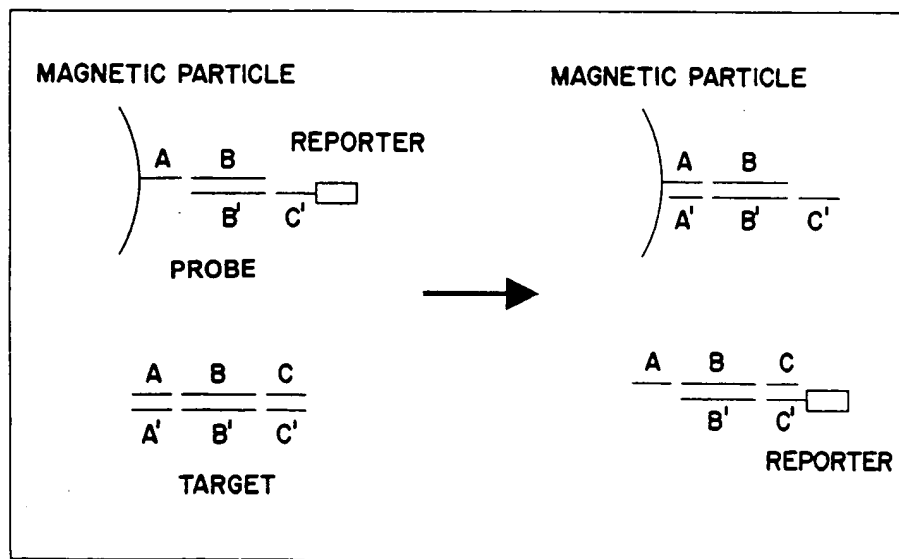 MAGNETIC PARTICLE
A B
REPORTER
B' C'
PROBE
A B C
A' B' C'
TARGET
MAGNETIC PARTICLE
A B
A' B' C'
A B C
B' C'
REPORTER